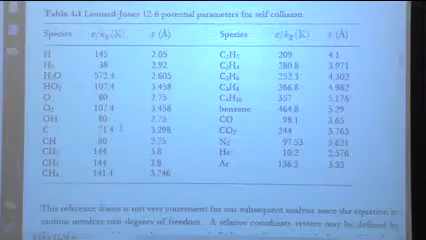 Table 4.1 Lennard-Jones 12-6 potential parameters for self collision
Species ε/kB (K) s (Å) Species ε/kB (K) s (Å)
H 145 2.05 C₂H₂ 209 4.1
H₂ 38 2.92 C₂H₄ 280.8 3.971
H₂O 572.4 2.605 C₂H₆ 252.3 4.302
HO₂ 107.4 3.458 C₃H₈ 266.8 4.982
O 80 2.75 C₄H₁₀ 357 5.176
O₂ 107.4 3.458 benzene 464.8 5.29
OH 80 2.75 CO 98.1 3.65
C 71.4 3.298 CO₂ 244 3.763
CH 80 2.75 N₂ 97.53 3.621
CH₂ 144 3.8 He 10.2 2.576
CH₃ 144 3.8 Ar 136.5 3.33
CH₄ 141.4 3.746
This reference frame is not very convenient for our subsequent analysis since the equation
motion involves two degrees of freedom. A relative coordinate system may be defined by